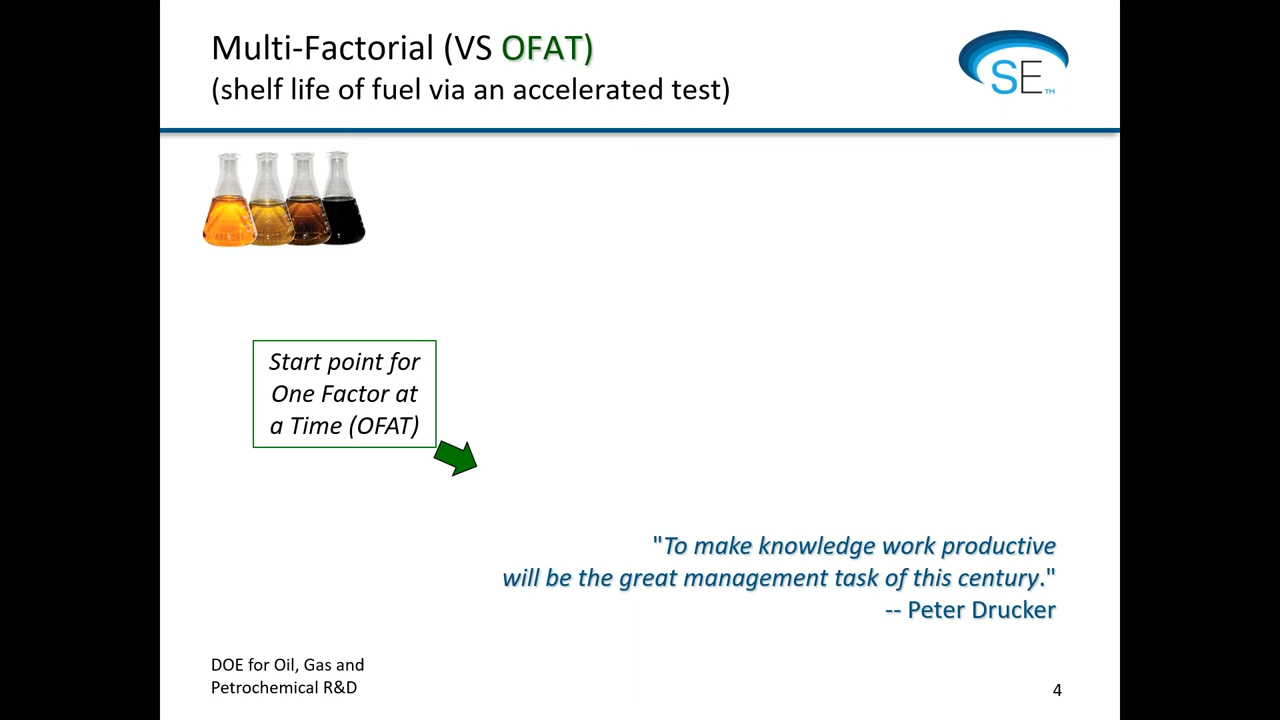 Multi-Factorial (VS OFAT)
(shelf life of fuel via an accelerated test)
SE™
Start point for
One Factor at
a Time (OFAT)
"To make knowledge work productive
will be the great management task of this century."
-- Peter Drucker
DOE for Oil, Gas and
Petrochemical R&D
4